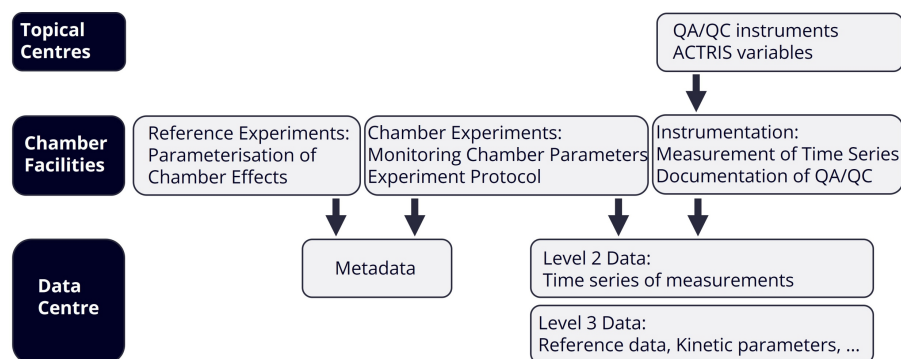 Topical
Centres
QA/QC instruments
ACTRIS variables
Chamber
Facilities
Reference Experiments:
Parameterisation of
Chamber Effects
Chamber Experiments:
Monitoring Chamber Parameters
Experiment Protocol
Instrumentation:
Measurement of Time Series
Documentation of QA/QC
Data
Centre
Metadata
Level 2 Data:
Time series of measurements
Level 3 Data:
Reference data, Kinetic parameters, ...